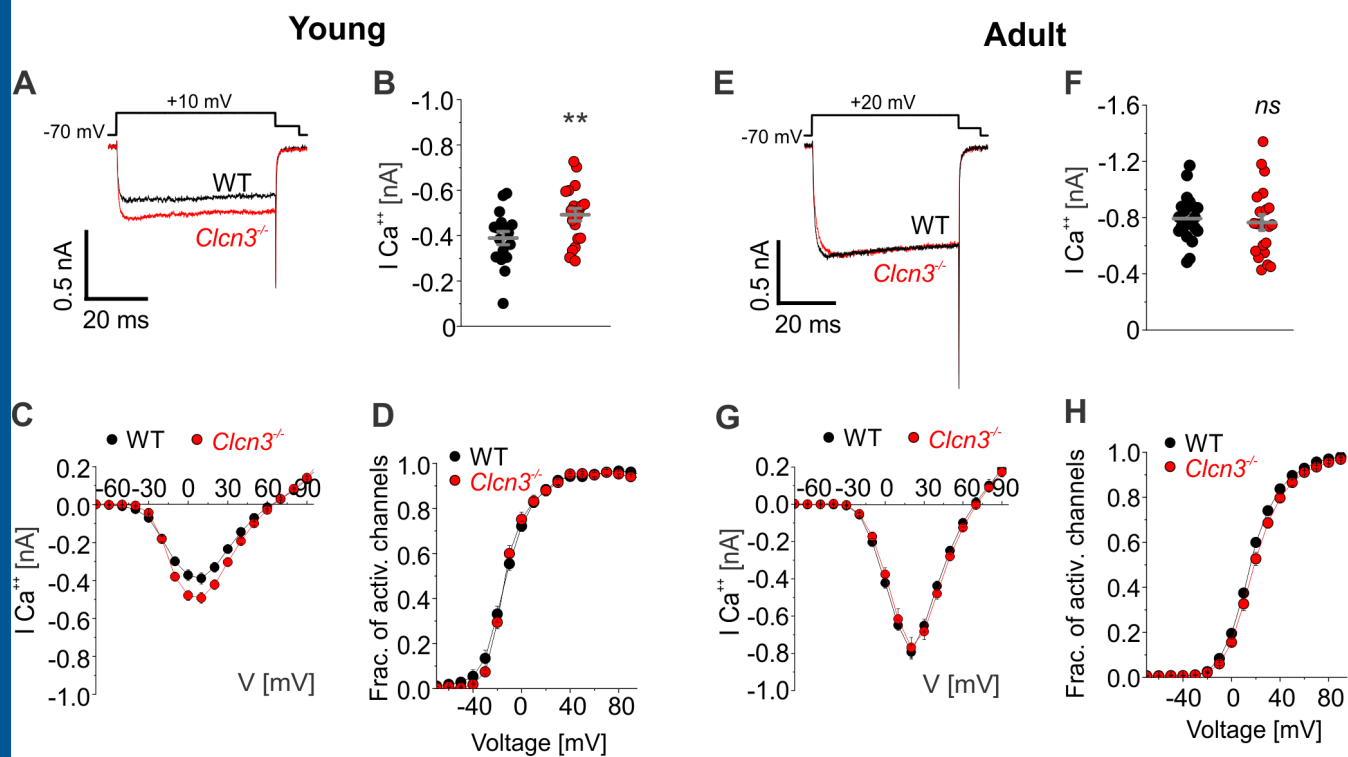 Young
Adult
A
+10 mV
-70 mV
WT
Clcn3-/-
0.5 nA
20 ms
B
-1.0
-0.8
-0.6
-0.4
-0.2
0
I Ca++ [nA]
**
E
+20 mV
-70 mV
WT
Clcn3-/-
0.5 nA
20 ms
F
-1.6
-1.2
-0.8
-0.4
0
I Ca++ [nA]
ns
C
WT Clcn3-/-
0.2
0.0
-0.2
-0.4
-0.6
-0.8
-1.0
-60 -30 0 30 60 90
I Ca++ [nA]
V [mV]
D
WT
Clcn3-/-
1.0
0.8
0.6
0.4
0.2
0.0
Frac. of activ. channels
-40 0 40 80
Voltage [mV]
G
WT Clcn3-/-
0.2
0.0
-0.2
-0.4
-0.6
-0.8
-1.0
-60 -30 0 30 60 90
I Ca++ [nA]
V [mV]
H
WT
Clcn3-/-
1.0
0.8
0.6
0.4
0.2
0.0
Frac. of activ. channels
-40 0 40 80
Voltage [mV]